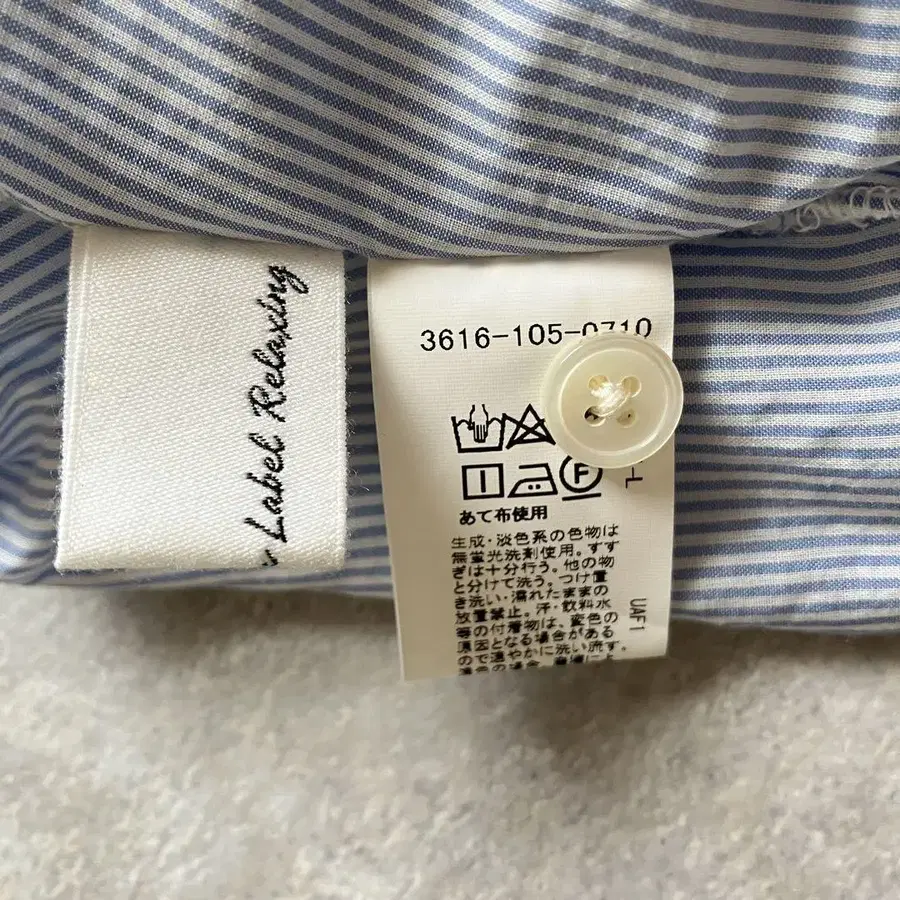 Label Relaxing
3616-105-0710
F
-L
あて布使用
生成・淡色系の色物は
無蛍光洗剤使用。すす
ぎは十分行う。他の物
と分けて洗う。つけ置
き洗い・濡れたままの
放置禁止。汗・飲料水
等の付着物は、変色の
原因となる場合がある
ので速やかに洗い流す。
UAF1